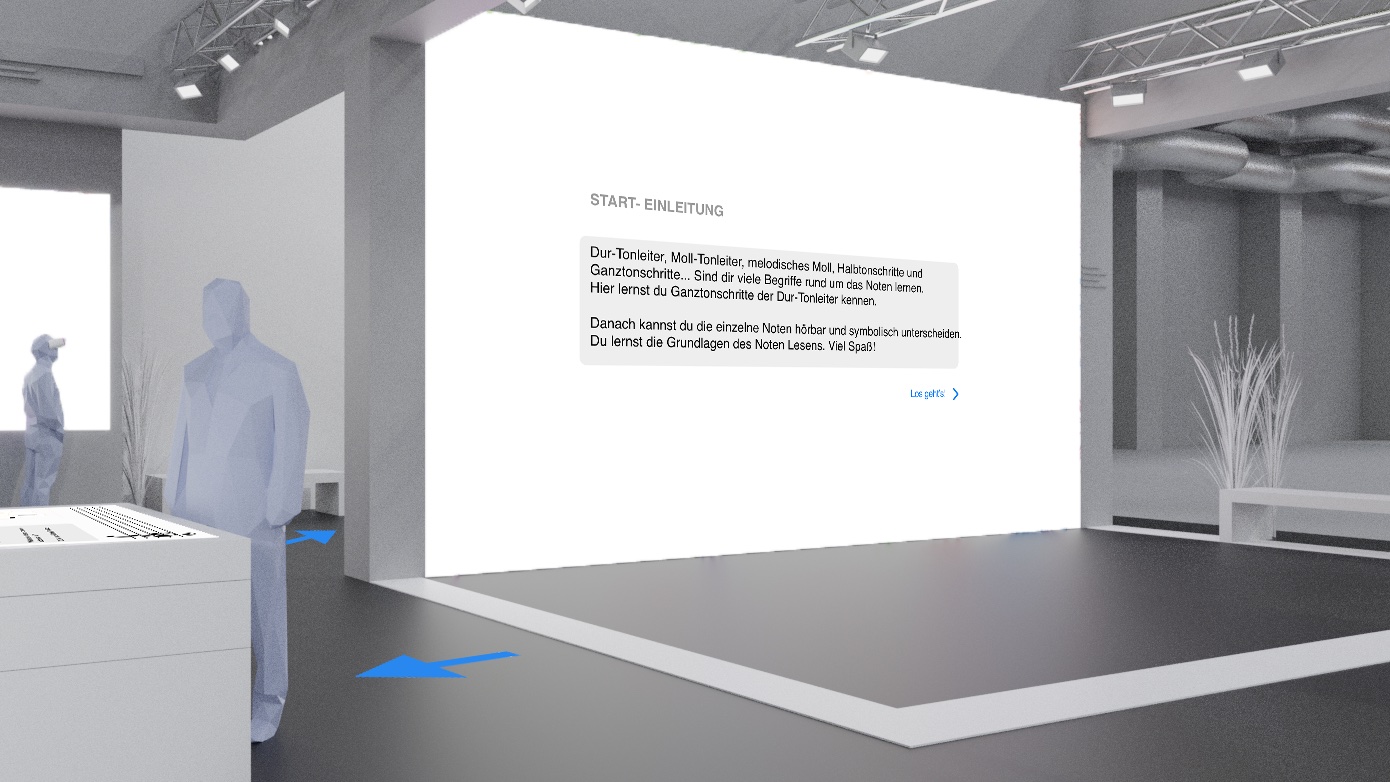 START- EINLEITUNG
Dur-Tonleiter, Moll-Tonleiter, melodisches Moll, Halbtonschritte und
Ganztonschritte... Sind dir viele Begriffe rund um das Noten lernen.
Hier lernst du Ganztonschritte der Dur-Tonleiter kennen.
Danach kannst du die einzelne Noten hörbar und symbolisch unterscheiden.
Du lernst die Grundlagen des Noten Lesens. Viel Spaß!
Los geht's!